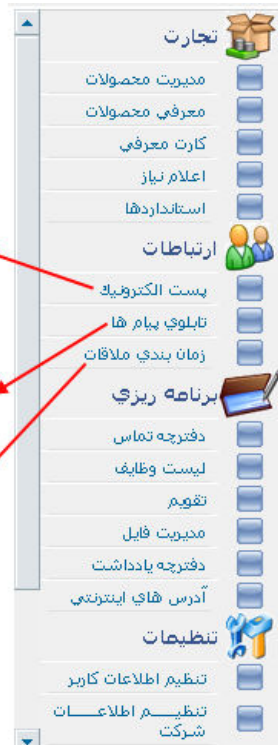 تجارت
مديريت محصولات
معرفي محصولات
كارت معرفي
اعلام نياز
استانداردها
ارتباطات
پست الكترونيك
تابلوي پيام ها
زمان بندي ملاقات
برنامه ريزي
دفترچه تماس
ليست وظايف
تقويم
مديريت فايل
دفترچه يادداشت
آدرس هاي اينترنتي
تنظيمات
تنظيم اطلاعات كاربر
تنظيـــــم اطلاعـــــات
شركت